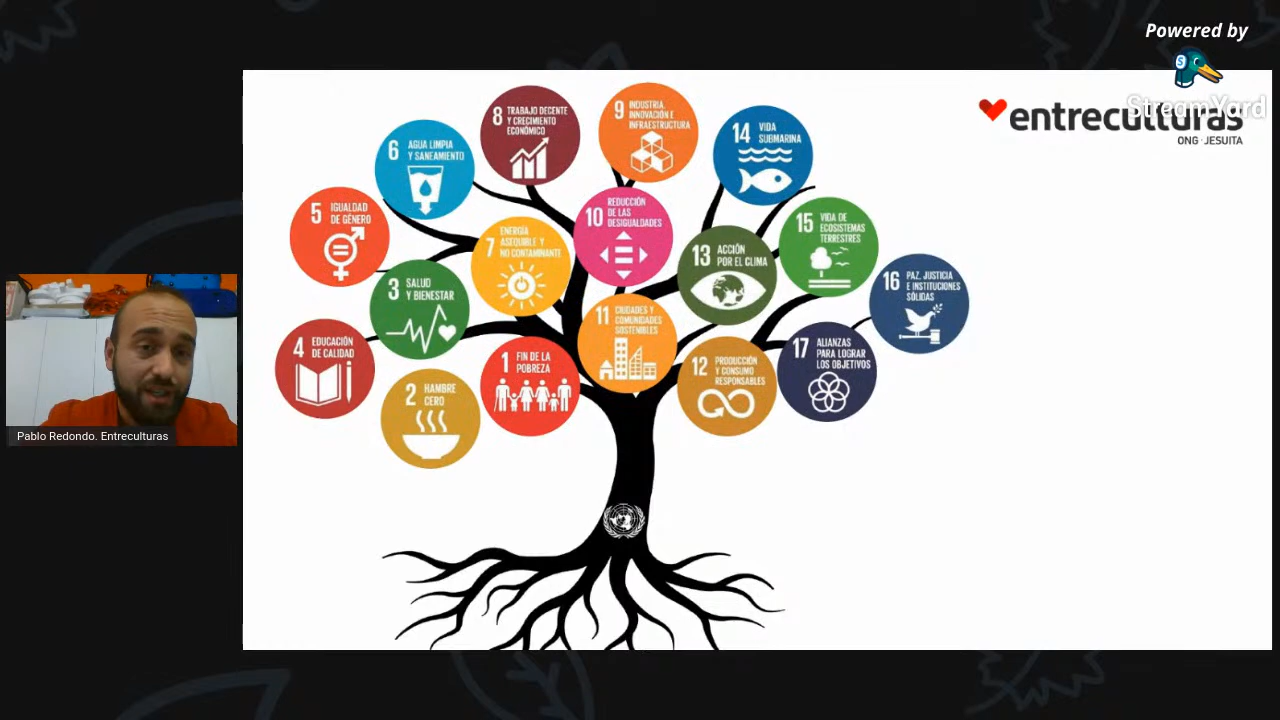 Powered by
StreamYard
entreculturas
ONG · JESUITA
8 TRABAJO DECENTE
Y CRECIMIENTO
ECONÓMICO
9 INDUSTRIA,
INNOVACIÓN E
INFRAESTRUCTURA
14 VIDA
SUBMARINA
6 AGUA LIMPIA
Y SANEAMIENTO
5 IGUALDAD
DE GÉNERO
10 REDUCCIÓN
DE LAS
DESIGUALDADES
15 VIDA DE
ECOSISTEMAS
TERRESTRES
7 ENERGÍA
ASEQUIBLE Y
NO CONTAMINANTE
13 ACCIÓN
POR EL CLIMA
3 SALUD
Y BIENESTAR
16 PAZ, JUSTICIA
E INSTITUCIONES
SÓLIDAS
11 CIUDADES Y
COMUNIDADES
SOSTENIBLES
4 EDUCACIÓN
DE CALIDAD
1 FIN DE LA
POBREZA
12 PRODUCCIÓN
Y CONSUMO
RESPONSABLES
17 ALIANZAS
PARA LOGRAR
LOS OBJETIVOS
2 HAMBRE
CERO
Pablo Redondo. Entreculturas